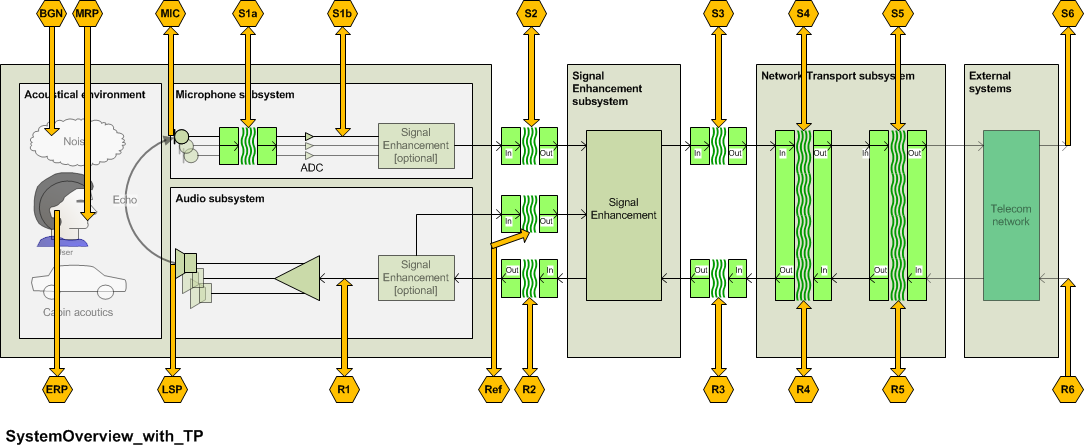 BGN MRP MIC S1a S1b S2 S3 S4 S5 S6
Acoustical environment
Microphone subsystem
Signal
Enhancement
subsystem
Network Transport subsystem
External
systems
Noise
Signal
Enhancement
[optional]
ADC
In Out
In Out
In Out
In Out
Echo
User
Audio subsystem
In Out
Signal
Enhancement
Telecom
network
Cabin acoutics
Signal
Enhancement
[optional]
Out In
Out In
Out In
Out In
ERP LSP R1 Ref R2 R3 R4 R5 R6
SystemOverview_with_TP